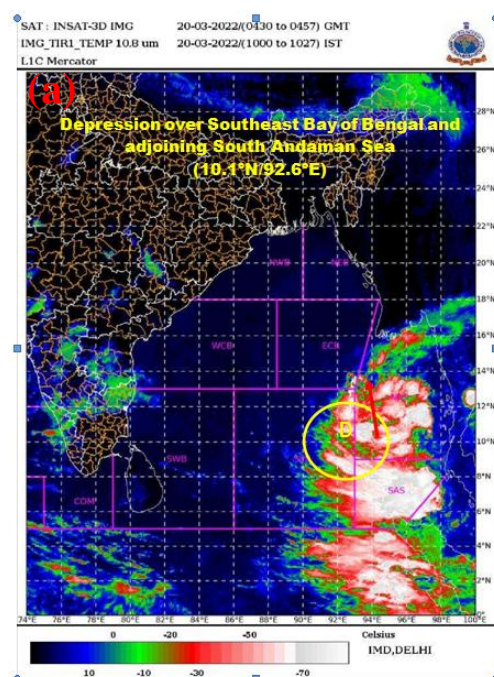 SAT : INSAT-3D IMG 20-03-2022/(0430 to 0457) GMT
IMG_TIR1_TEMP 10.8 um 20-03-2022/(1000 to 1027) IST
L1C Mercator
(a)
Depression over Southeast Bay of Bengal and
adjoining South Andaman Sea
(10.1°N/92.6°E)
28°N
26°N
24°N
22°N
20°N
18°N
16°N
14°N
12°N
10°N
8°N
6°N
4°N
2°N
0°
NWB NEB
WCB ECB
D
SWB
SAS
COM
74°E 76°E 78°E 80°E 82°E 84°E 86°E 88°E 90°E 92°E 94°E 96°E 98°E 100°E
0 -20 -50 Celsius
IMD,DELHI
10 -10 -30 -70